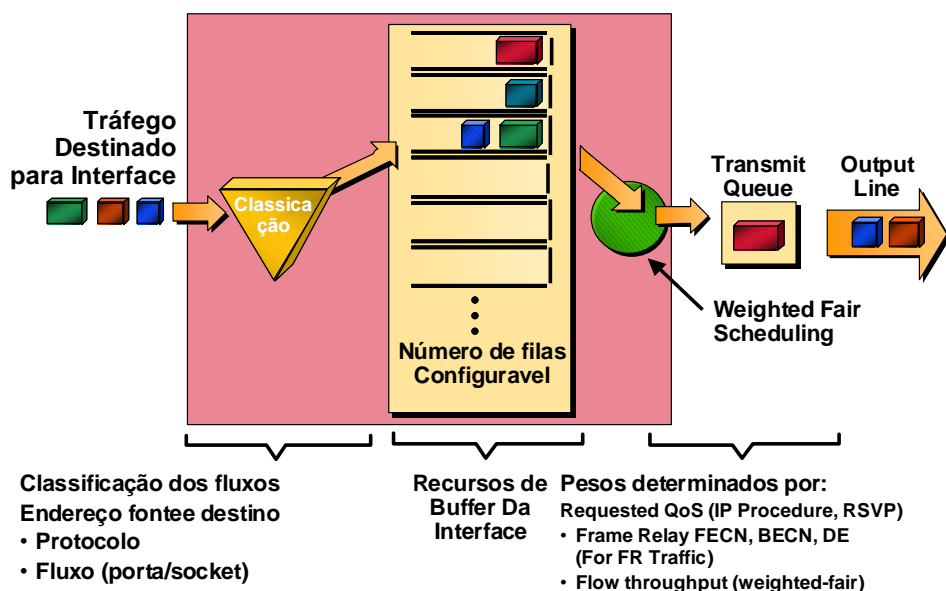 Tráfego
Destinado
para Interface
Classica
ção
Número de filas
Configuravel
Transmit
Queue
Output
Line
Weighted Fair
Scheduling
Classificação dos fluxos
Endereço fontee destino
• Protocolo
• Fluxo (porta/socket)
Recursos de
Buffer Da
Interface
Pesos determinados por:
Requested QoS (IP Procedure, RSVP)
• Frame Relay FECN, BECN, DE
(For FR Traffic)
• Flow throughput (weighted-fair)